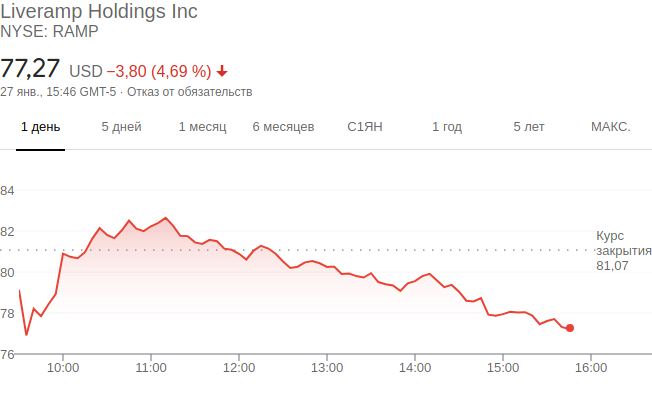 Liveramp Holdings Inc
NYSE: RAMP
77,27 USD −3,80 (4,69 %)
27 янв., 15:46 GMT-5 · Отказ от обязательств
1 день 5 дней 1 месяц 6 месяцев С1ЯН 1 год 5 лет МАКС.
84
82
Курс
закрытия
81,07
80
78
76
10:00 11:00 12:00 13:00 14:00 15:00 16:00